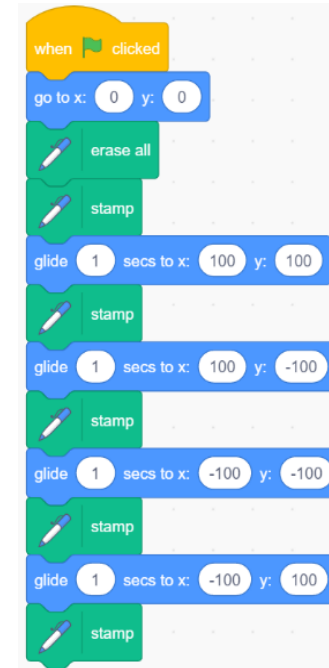 when clicked
go to x: 0 y: 0
erase all
stamp
glide 1 secs to x: 100 y: 100
stamp
glide 1 secs to x: 100 y: -100
stamp
glide 1 secs to x: -100 y: -100
stamp
glide 1 secs to x: -100 y: 100
stamp